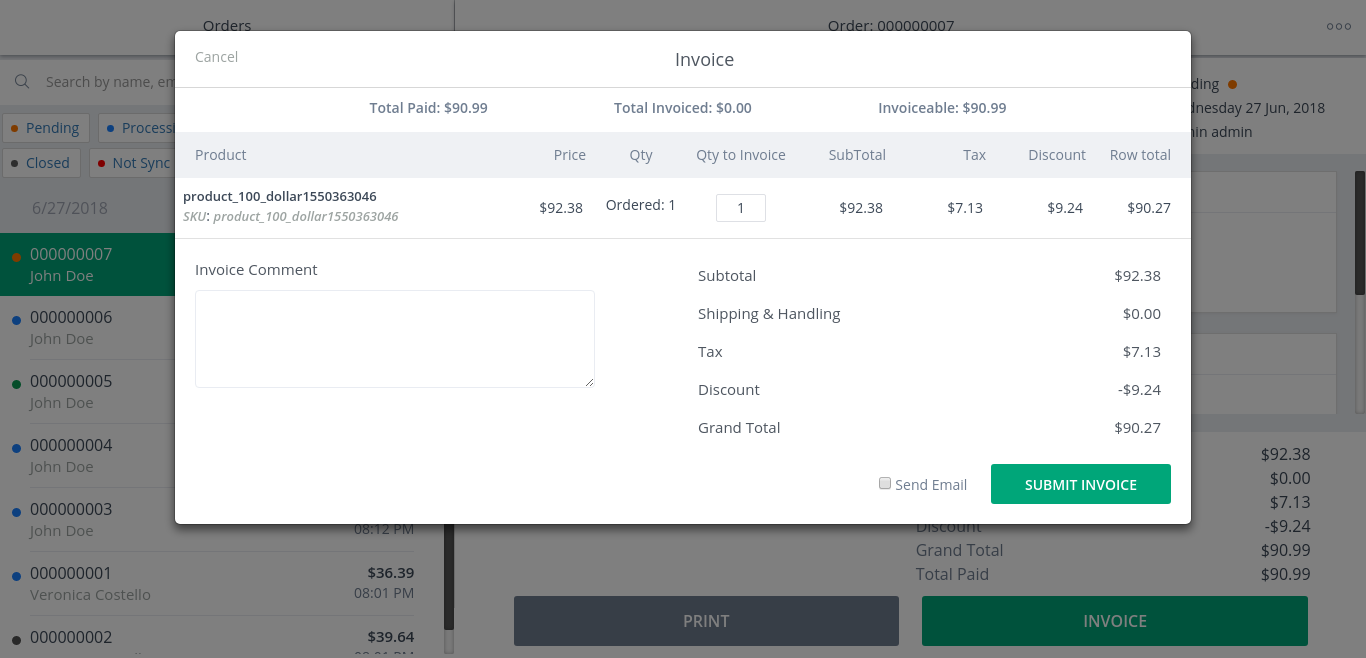 Orders
Order: 000000007
Cancel
Invoice
Search by name, em
ding
Total Paid: $90.99
Total Invoiced: $0.00
Invoiceable: $90.99
dnesday 27 Jun, 2018
Pending
Processi
in admin
Product
Price
Qty
Qty to Invoice
SubTotal
Tax
Discount
Row total
Closed
Not Sync
product_100_dollar1550363046
SKU: product_100_dollar1550363046
$92.38
Ordered: 1
1
$92.38
$7.13
$9.24
$90.27
6/27/2018
000000007
John Doe
Invoice Comment
Subtotal
$92.38
000000006
John Doe
Shipping & Handling
$0.00
Tax
$7.13
000000005
John Doe
Discount
-$9.24
Grand Total
$90.27
000000004
John Doe
$92.38
$0.00
Send Email
SUBMIT INVOICE
000000003
John Doe
08:12 PM
$7.13
Discount
-$9.24
Grand Total
$90.99
000000001
$36.39
Veronica Costello
08:01 PM
Total Paid
$90.99
PRINT
INVOICE
000000002
$39.64